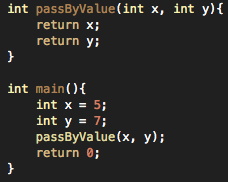 int passByValue(int x, int y){
    return x;
    return y;
}

int main(){
    int x = 5;
    int y = 7;
    passByValue(x, y);
    return 0;
}